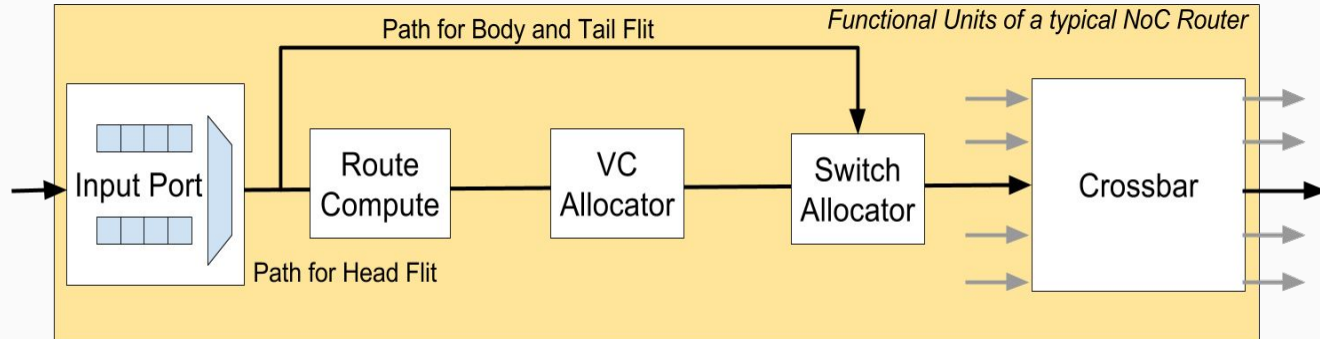 Functional Units of a typical NoC Router
Path for Body and Tail Flit
Input Port
Route
Compute
VC
Allocator
Switch
Allocator
Crossbar
Path for Head Flit